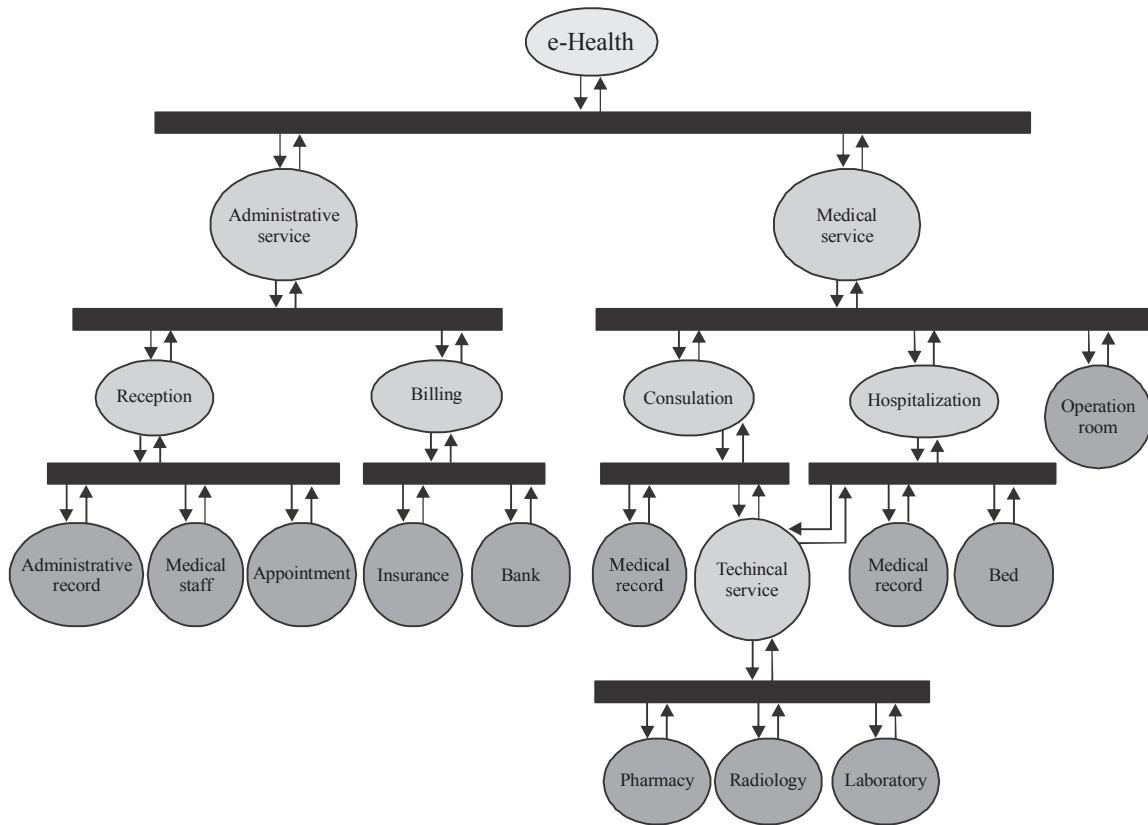 e-Health
Administrative
service
Medical
service
Reception
Billing
Consulation
Hospitalization
Operation
room
Administrative
record
Medical
staff
Appointment
Insurance
Bank
Medical
record
Techincal
service
Medical
record
Bed
Pharmacy
Radiology
Laboratory